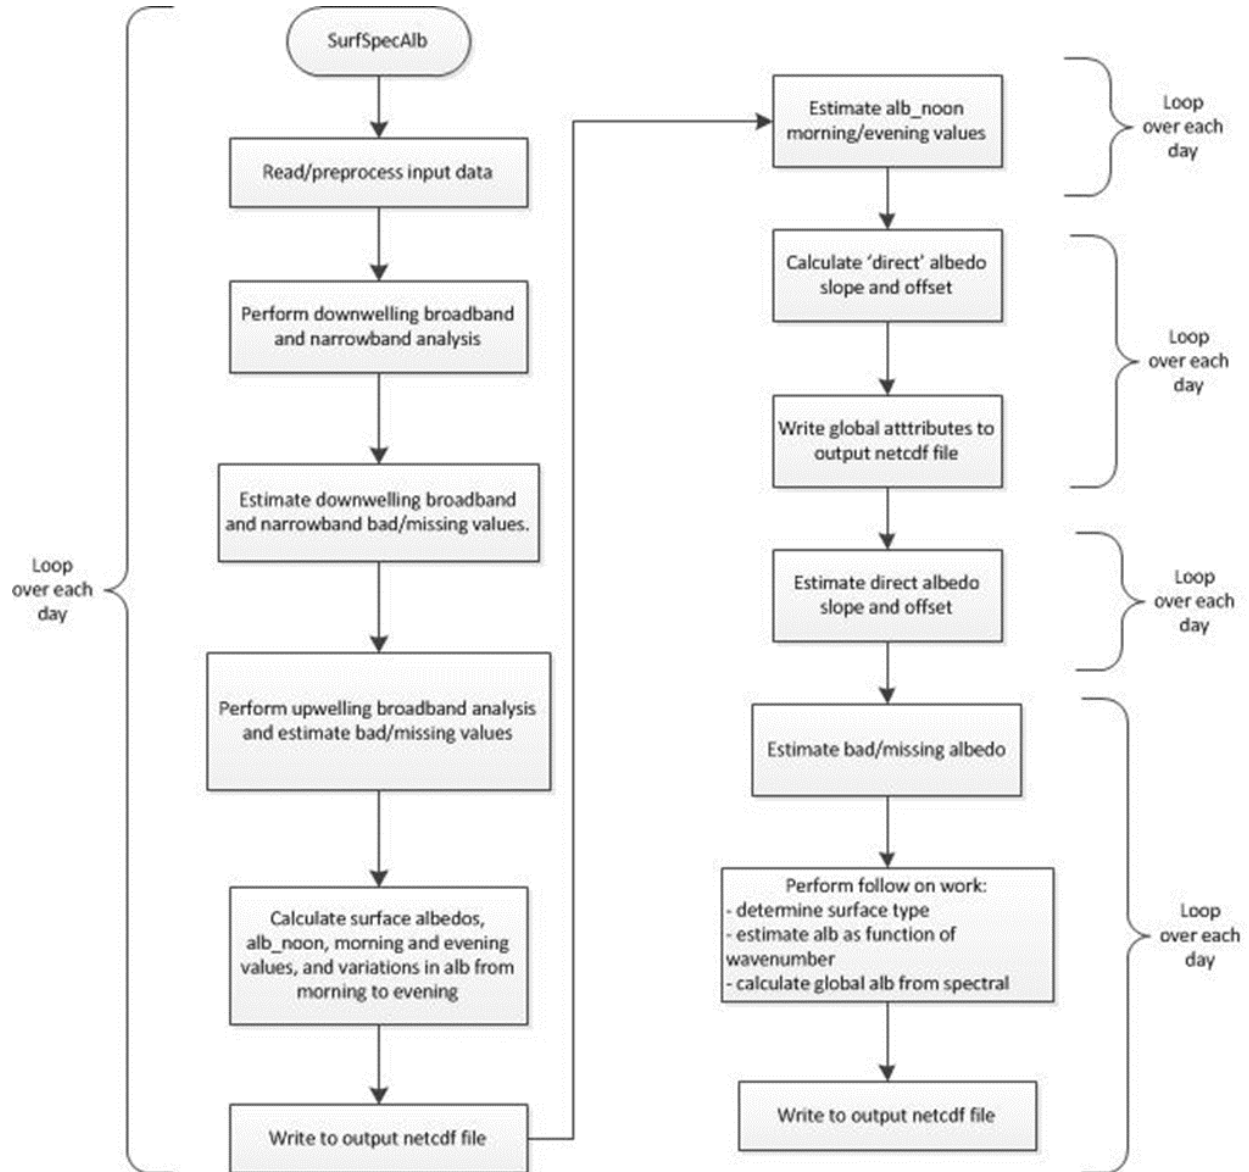 SurfSpecAlb
Read/preprocess input data
Perform downwelling broadband
and narrowband analysis
Estimate downwelling broadband
and narrowband bad/missing values.
Loop
over each
day
Perform upwelling broadband analysis
and estimate bad/missing values
Calculate surface albedos,
alb_noon, morning and evening
values, and variations in alb from
morning to evening
Write to output netcdf file
Estimate alb_noon
morning/evening values
Loop
over each
day
Calculate ‘direct’ albedo
slope and offset
Write global atttributes to
output netcdf file
Loop
over each
day
Estimate direct albedo
slope and offset
Loop
over each
day
Estimate bad/missing albedo
Perform follow on work:
- determine surface type
- estimate alb as function of
wavenumber
- calculate global alb from spectral
Write to output netcdf file
Loop
over each
day